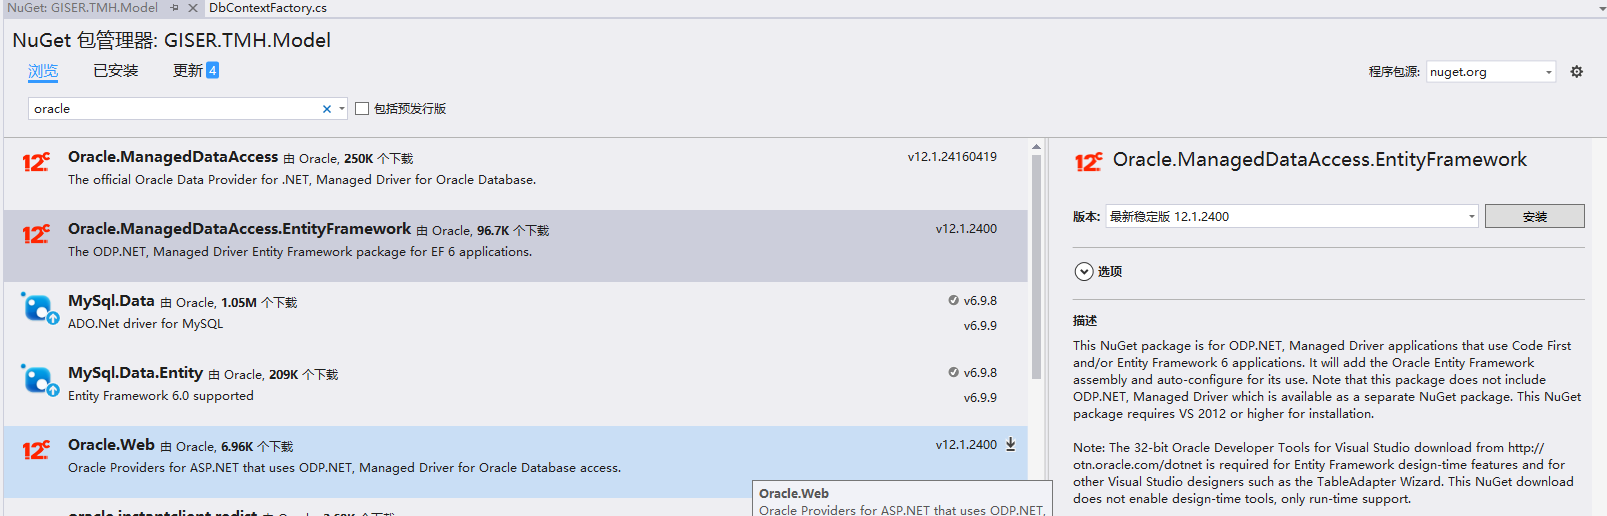 NuGet: GISER.TMH.Model DbContextFactory.cs
NuGet 包管理器: GISER.TMH.Model
浏览 已安装 更新 4
程序包源: nuget.org
oracle 包括预发行版
12c Oracle.ManagedDataAccess 由 Oracle, 250K 个下载 v12.1.24160419
The official Oracle Data Provider for .NET, Managed Driver for Oracle Database.
12c Oracle.ManagedDataAccess.EntityFramework 由 Oracle, 96.7K 个下载 v12.1.2400
The ODP.NET, Managed Driver Entity Framework package for EF 6 applications.
MySql.Data 由 Oracle, 1.05M 个下载 v6.9.8
ADO.Net driver for MySQL v6.9.9
MySql.Data.Entity 由 Oracle, 209K 个下载 v6.9.8
Entity Framework 6.0 supported v6.9.9
12c Oracle.Web 由 Oracle, 6.96K 个下载 v12.1.2400
Oracle Providers for ASP.NET that uses ODP.NET, Managed Driver for Oracle Database access.
Oracle.Web
Oracle Providers for ASP.NET that uses ODP.NET,
12c Oracle.ManagedDataAccess.EntityFramework
版本: 最新稳定版 12.1.2400 安装
选项
描述
This NuGet package is for ODP.NET, Managed Driver applications that use Code First
and/or Entity Framework 6 applications. It will add the Oracle Entity Framework
assembly and auto-configure for its use. Note that this package does not include
ODP.NET, Managed Driver which is available as a separate NuGet package. This NuGet
package requires VS 2012 or higher for installation.
Note: The 32-bit Oracle Developer Tools for Visual Studio download from http://
otn.oracle.com/dotnet is required for Entity Framework design-time features and for
other Visual Studio designers such as the TableAdapter Wizard. This NuGet download
does not enable design-time tools, only run-time support.